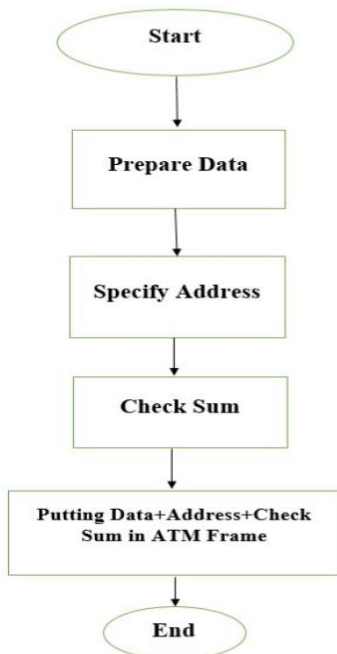 Start
Prepare Data
Specify Address
Check Sum
Putting Data+Address+Check
Sum in ATM Frame
End